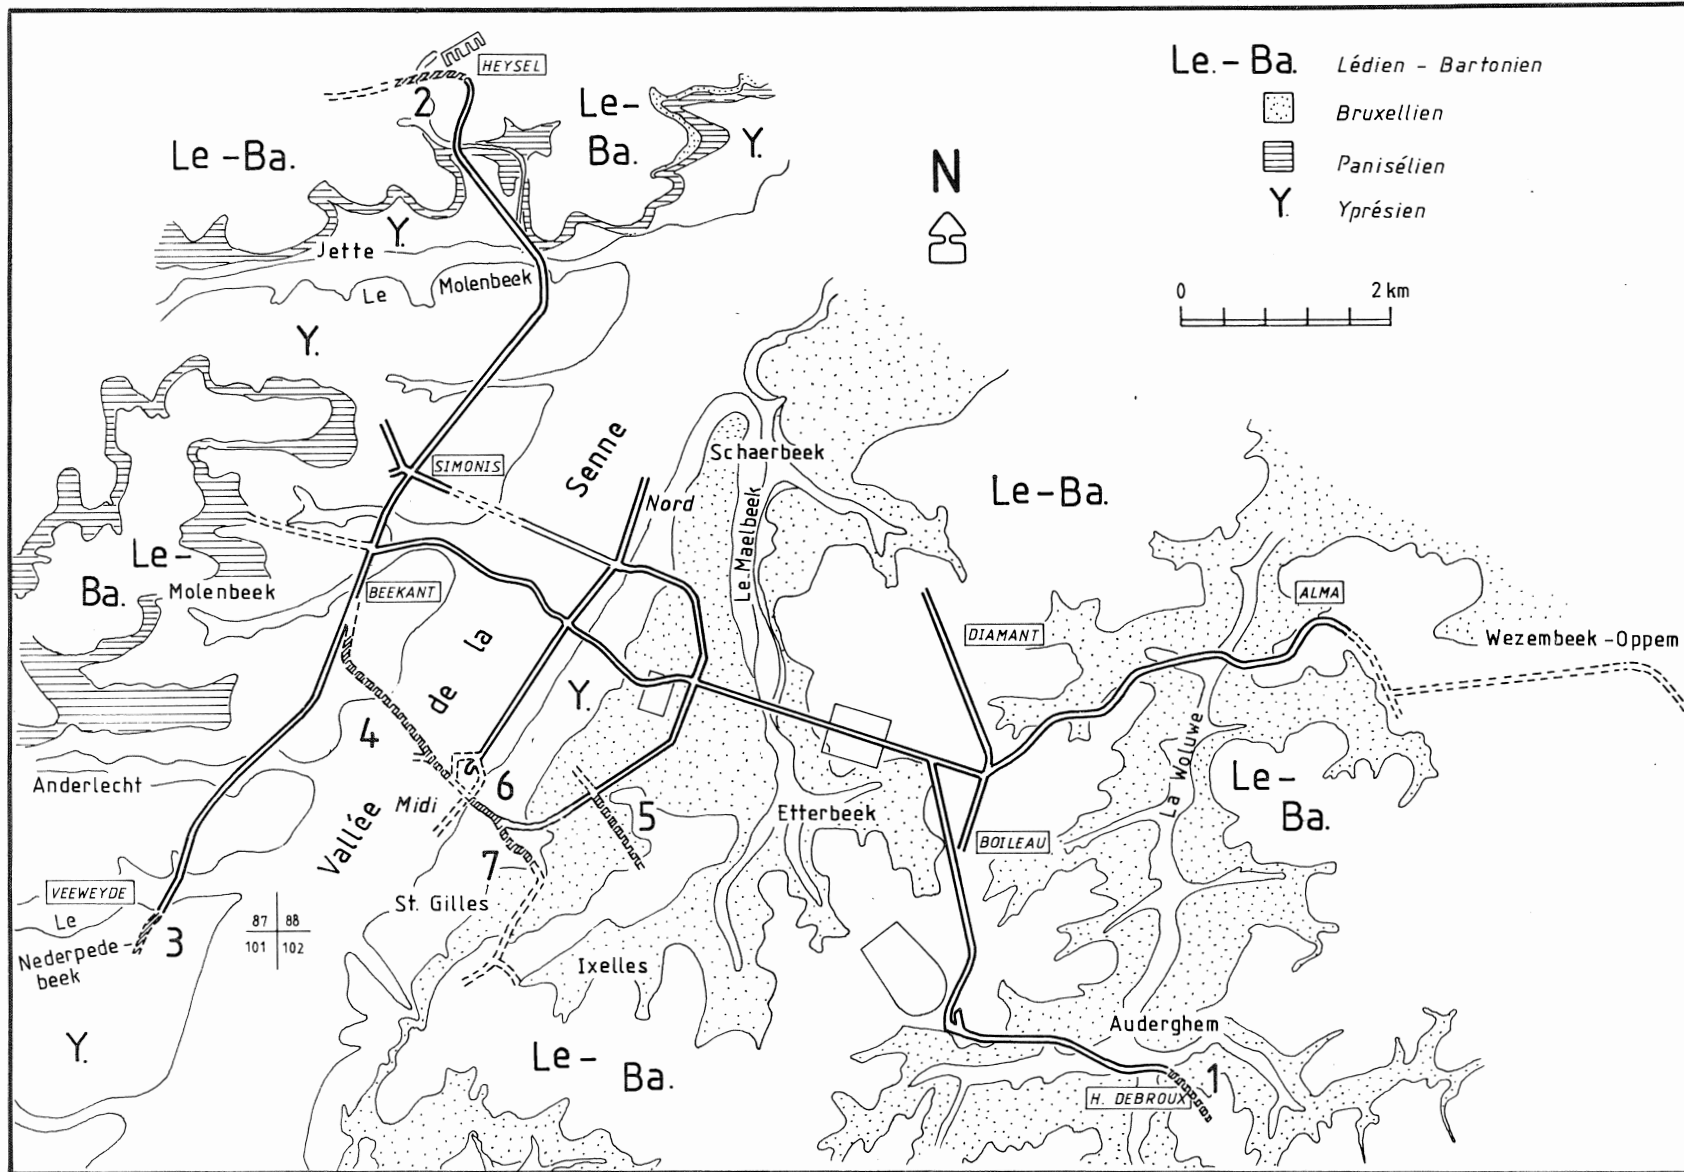 HEYSEL
2
Le-
Ba.
Y.
Le-Ba.
Y.
Jette
Le Molenbeek
Y.
N
Le.-Ba. Lédien - Bartonien
Bruxellien
Panisélien
Y. Yprésien
0 2 km
SIMONIS
Senne
Nord
Schaerbeek
Le Maelbeek
Le-Ba.
Le-
Ba.
Molenbeek
BEEKANT
la
de
Y.
4
Vallée
Anderlecht
Midi
6
5
7
St. Gilles
Etterbeek
DIAMANT
ALMA
Wezembeek-Oppem
La Woluwe
Le-
Ba.
BOILEAU
VEEWEYDE
Le
Nederpede-
beek
3
87 88
101 102
Ixelles
Y.
Le-
Ba.
Auderghem
H. DEBROUX
1